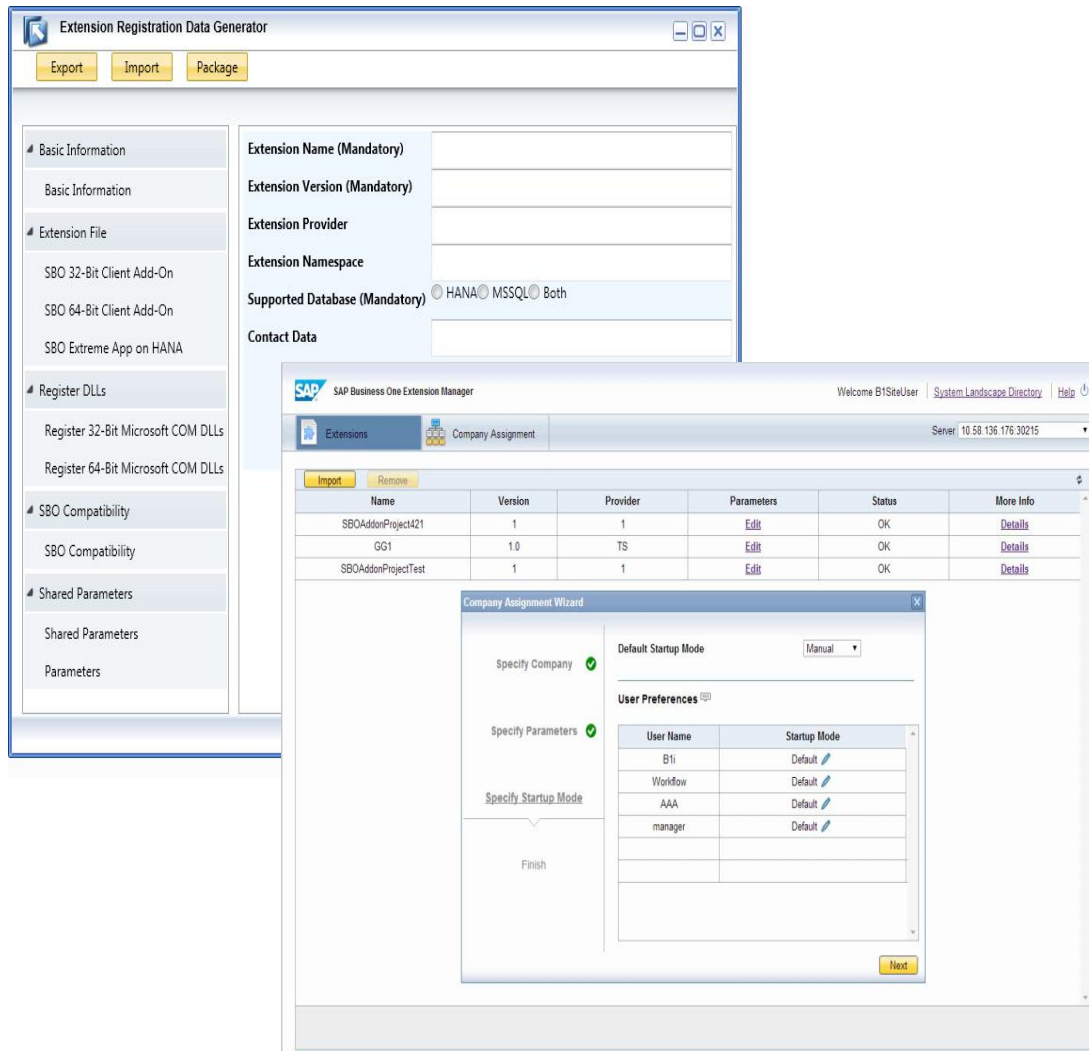 Extension Registration Data Generator
Export Import Package
Basic Information
Basic Information
Extension File
SBO 32-Bit Client Add-On
SBO 64-Bit Client Add-On
SBO Extreme App on HANA
Register DLLs
Register 32-Bit Microsoft COM DLLs
Register 64-Bit Microsoft COM DLLs
SBO Compatibility
SBO Compatibility
Shared Parameters
Shared Parameters
Parameters
Extension Name (Mandatory)
Extension Version (Mandatory)
Extension Provider
Extension Namespace
Supported Database (Mandatory) HANA MSSQL Both
Contact Data
SAP SAP Business One Extension Manager Welcome B1SiteUser System Landscape Directory Help
Extensions Company Assignment Server 10.58.136.176:30215
Import Remove
Name Version Provider Parameters Status More Info
SBOAddonProject421 1 1 Edit OK Details
GG1 1.0 TS Edit OK Details
SBOAddonProjectTest 1 1 Edit OK Details
Company Assignment Wizard
Specify Company
Specify Parameters
Specify Startup Mode
Finish
Default Startup Mode Manual
User Preferences
User Name Startup Mode
B1i Default
Workflow Default
AAA Default
manager Default
Next